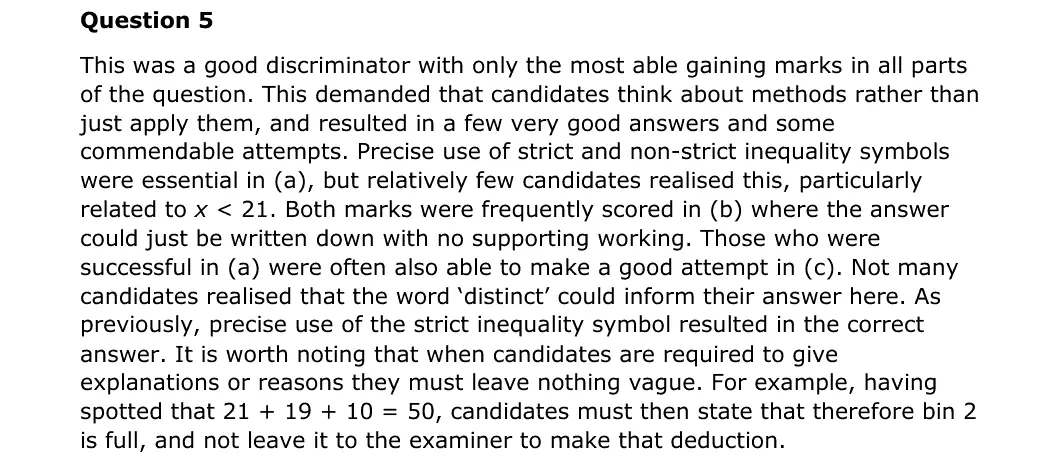 Question 5
This was a good discriminator with only the most able gaining marks in all parts
of the question. This demanded that candidates think about methods rather than
just apply them, and resulted in a few very good answers and some
commendable attempts. Precise use of strict and non-strict inequality symbols
were essential in (a), but relatively few candidates realised this, particularly
related to x < 21. Both marks were frequently scored in (b) where the answer
could just be written down with no supporting working. Those who were
successful in (a) were often also able to make a good attempt in (c). Not many
candidates realised that the word ‘distinct’ could inform their answer here. As
previously, precise use of the strict inequality symbol resulted in the correct
answer. It is worth noting that when candidates are required to give
explanations or reasons they must leave nothing vague. For example, having
spotted that 21 + 19 + 10 = 50, candidates must then state that therefore bin 2
is full, and not leave it to the examiner to make that deduction.